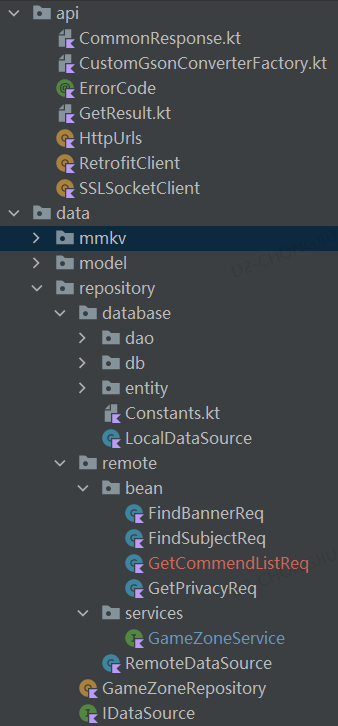 api
CommonResponse.kt
CustomGsonConverterFactory.kt
ErrorCode
GetResult.kt
HttpUrls
RetrofitClient
SSLSocketClient
data
mmkv
model
repository
database
dao
db
entity
Constants.kt
LocalDataSource
remote
bean
FindBannerReq
FindSubjectReq
GetCommendListReq
GetPrivacyReq
services
GameZoneService
RemoteDataSource
GameZoneRepository
IDataSource